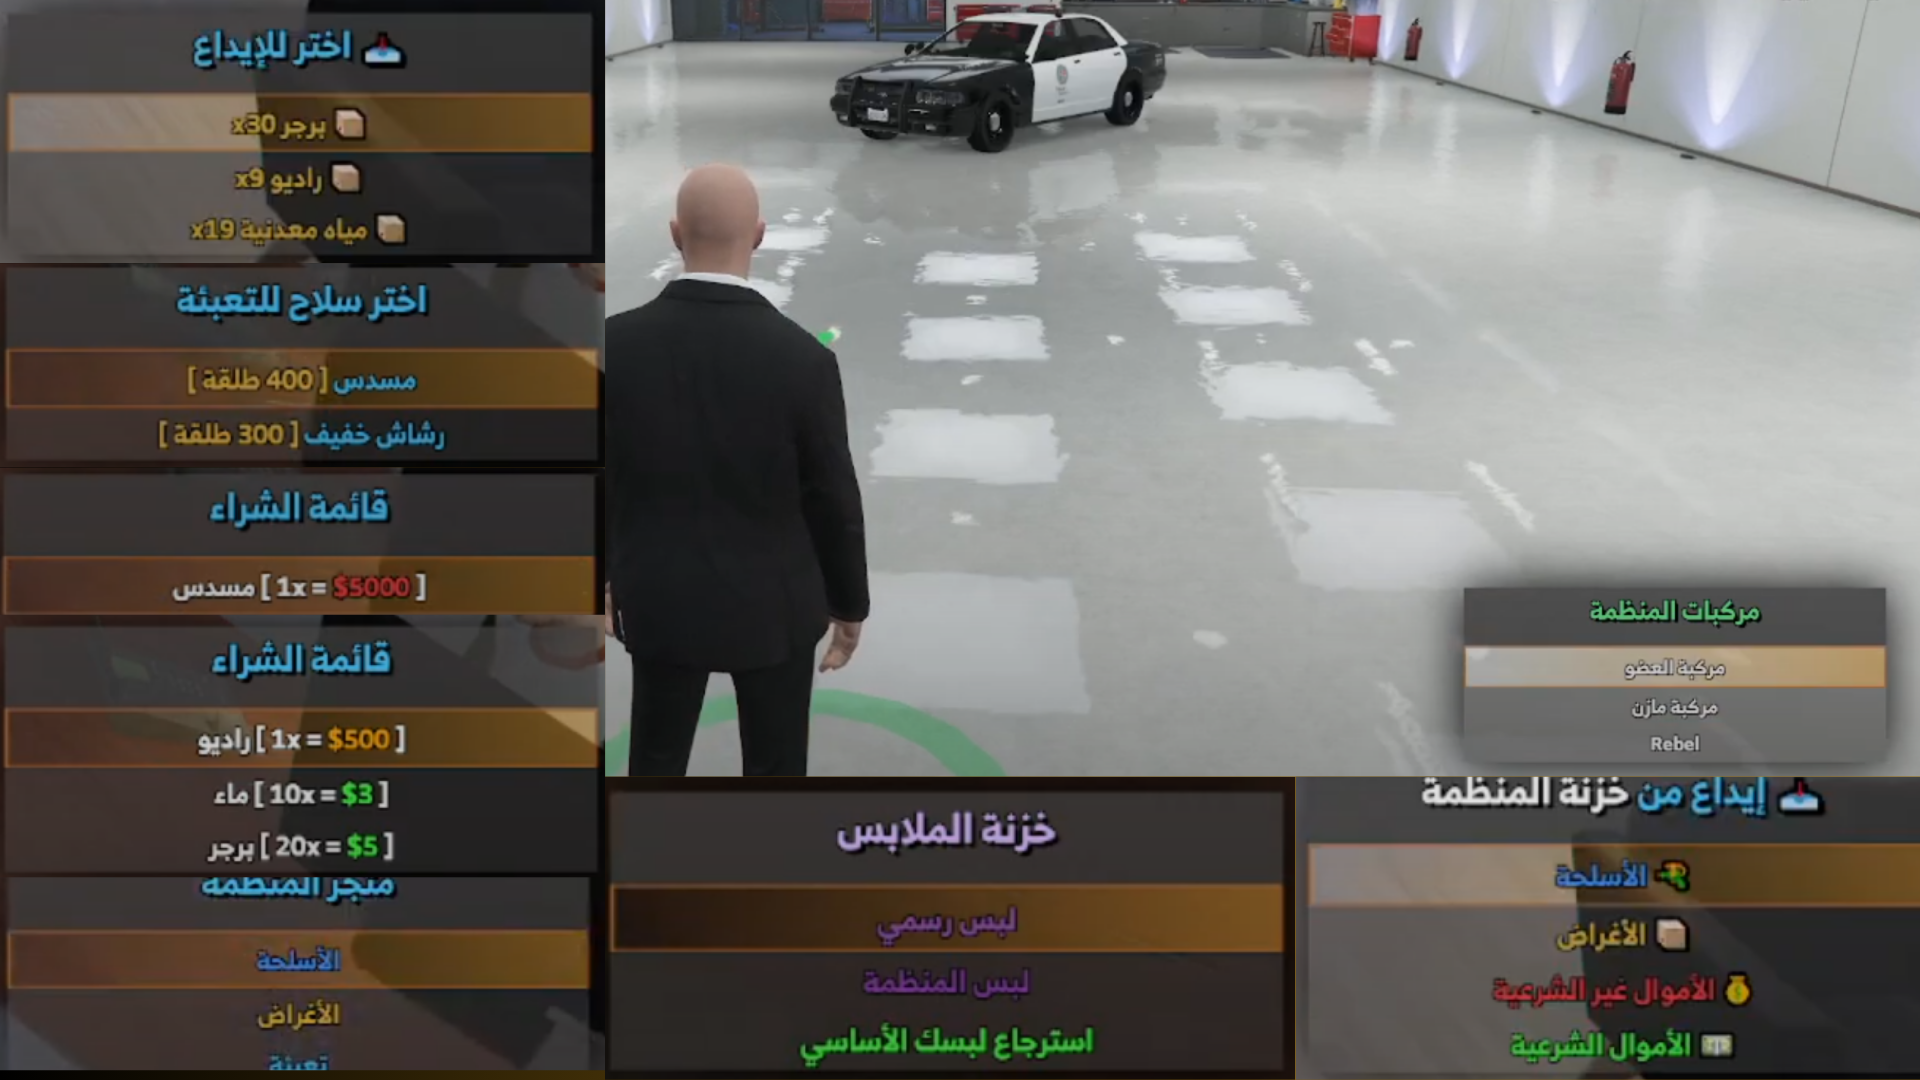 اختر للإيداع
برجر x30
راديو x9
مياه معدنية x19
اختر سلاح للتعبئة
مسدس [ 400 طلقة ]
رشاش خفيف [ 300 طلقة ]
قائمة الشراء
مسدس [ 1x = $5000 ]
قائمة الشراء
راديو [ 1x = $500 ]
ماء [ 10x = $3 ]
برجر [ 20x = $5 ]
متجر المنظمة
الأسلحة
الأغراض
تعبئة
مركبات المنظمة
مركبة العضو
مركبة مازن
Rebel
خزنة الملابس
لبس رسمي
لبس المنظمة
استرجاع لبسك الأساسي
إيداع من خزنة المنظمة
الأسلحة
الأغراض
الأموال غير الشرعية
الأموال الشرعية